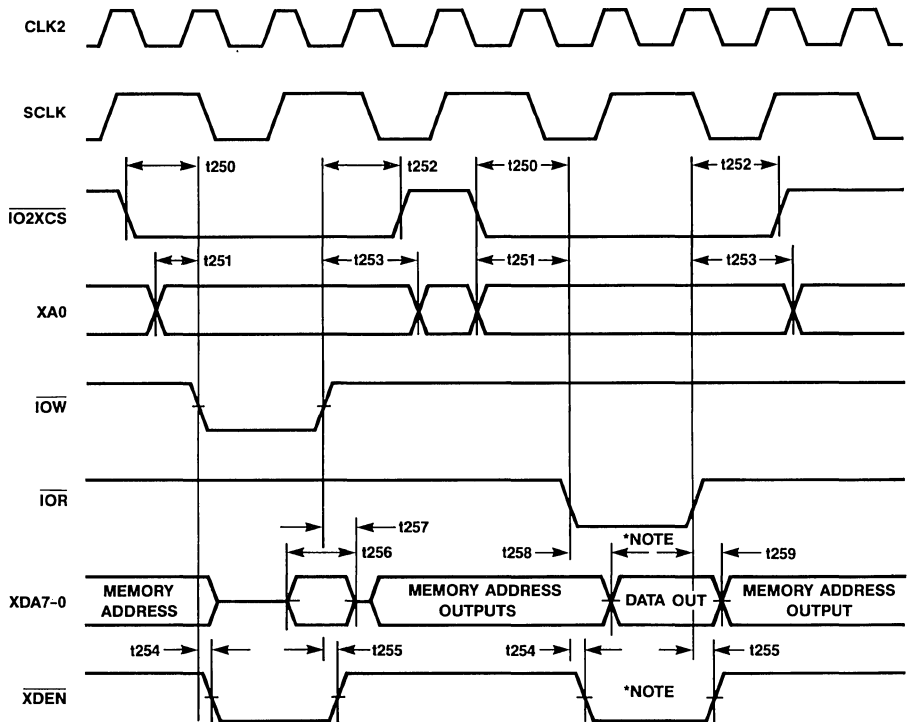 CLK2
SCLK
t250
t252
t250
t252
IO2XCS
t251
t253
t251
t253
XA0
IOW
IOR
*NOTE
t257
t256
t258
t259
XDA7-0
MEMORY
ADDRESS
MEMORY ADDRESS
OUTPUTS
DATA OUT
MEMORY ADDRESS
OUTPUT
t254
t255
t254
t255
XDEN
*NOTE